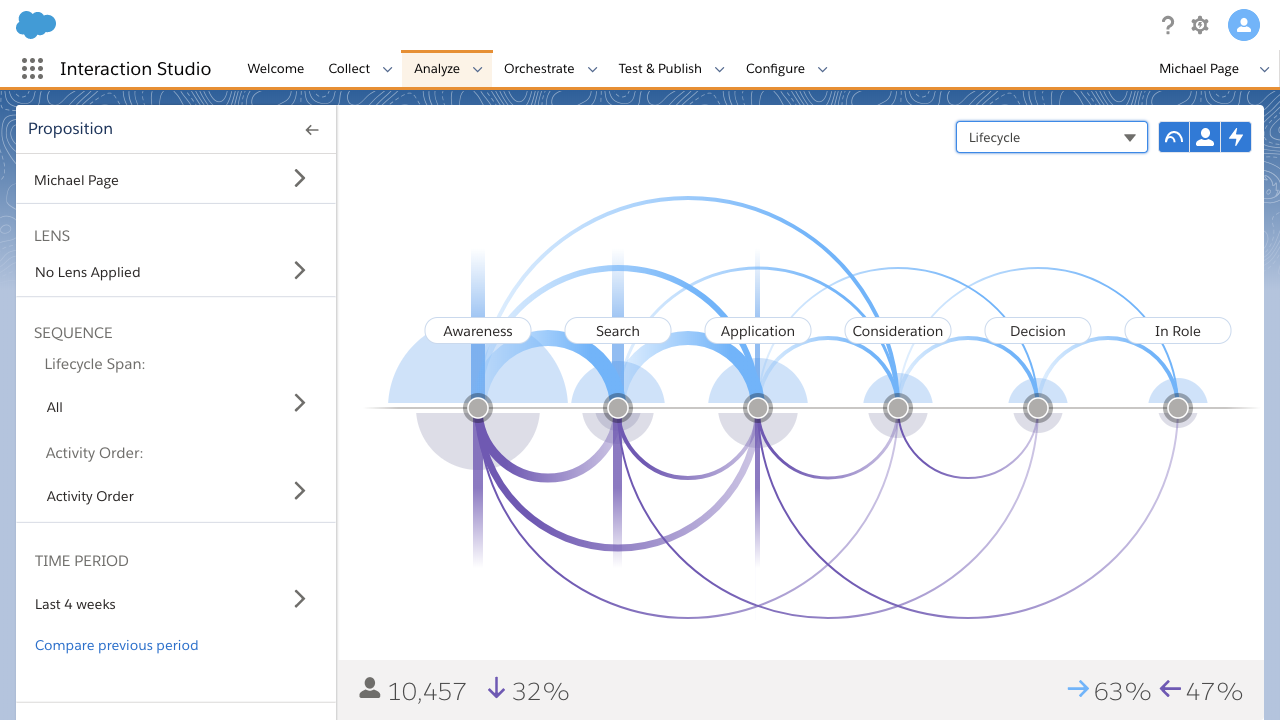 ?
Interaction Studio
Welcome
Collect
Analyze
Orchestrate
Test & Publish
Configure
Michael Page
Proposition
Michael Page
LENS
No Lens Applied
SEQUENCE
Lifecycle Span:
All
Activity Order:
Activity Order
TIME PERIOD
Last 4 weeks
Compare previous period
Lifecycle
Awareness
Search
Application
Consideration
Decision
In Role
10,457
32%
63%
47%